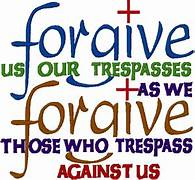 forgive
US OUR TRESPASSES
AS WE
forgive
THOSE WHO TRESPASS
AGAINST US